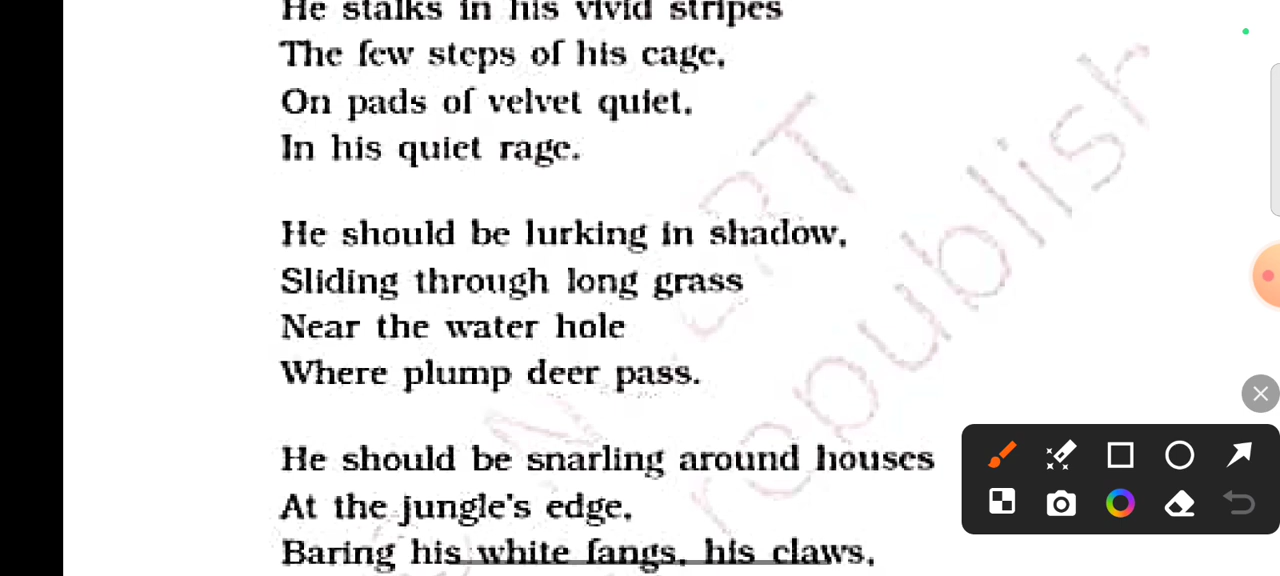 He stalks in his vivid stripes
The few steps of his cage,
On pads of velvet quiet,
In his quiet rage.
He should be lurking in shadow,
Sliding through long grass
Near the water hole
Where plump deer pass.
He should be snarling around houses
At the jungle's edge,
Baring his white fangs, his claws,
republish